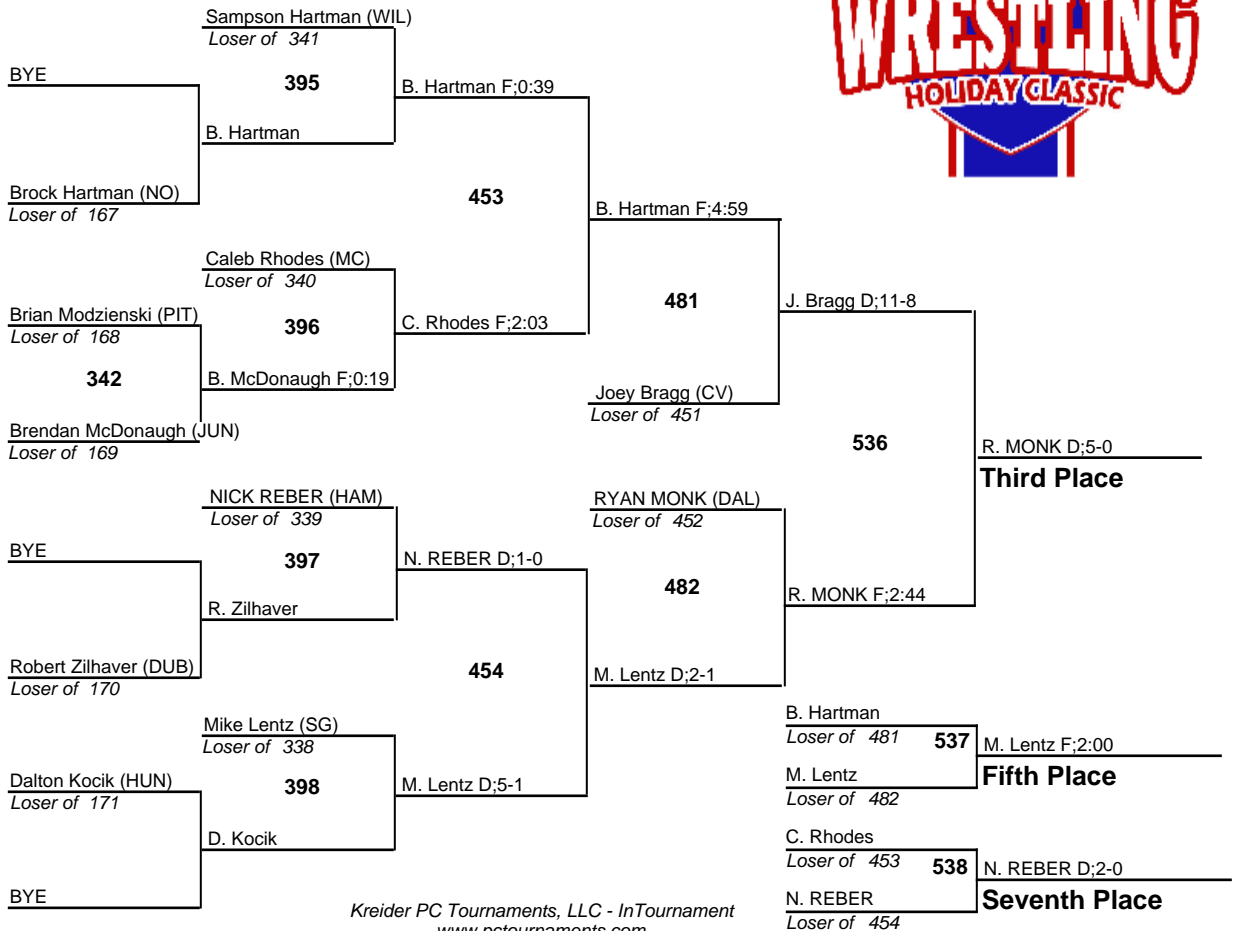 WRESTLING
HOLIDAY CLASSIC
Sampson Hartman (WIL)
Loser of 341
BYE
395
B. Hartman F;0:39
B. Hartman
Brock Hartman (NO)
Loser of 167
453
B. Hartman F;4:59
Caleb Rhodes (MC)
Loser of 340
Brian Modzienski (PIT)
Loser of 168
396
C. Rhodes F;2:03
342
B. McDonaugh F;0:19
Brendan McDonaugh (JUN)
Loser of 169
481
J. Bragg D;11-8
Joey Bragg (CV)
Loser of 451
536
R. MONK D;5-0
Third Place
NICK REBER (HAM)
Loser of 339
RYAN MONK (DAL)
Loser of 452
BYE
397
N. REBER D;1-0
482
R. Zilhaver
R. MONK F;2:44
Robert Zilhaver (DUB)
Loser of 170
454
M. Lentz D;2-1
Mike Lentz (SG)
Loser of 338
Dalton Kocik (HUN)
Loser of 171
398
M. Lentz D;5-1
D. Kocik
BYE
B. Hartman
Loser of 481
537
M. Lentz F;2:00
Fifth Place
M. Lentz
Loser of 482
C. Rhodes
Loser of 453
538
N. REBER D;2-0
Seventh Place
N. REBER
Loser of 454
Kreider PC Tournaments, LLC - InTournament
www.pctournaments.com